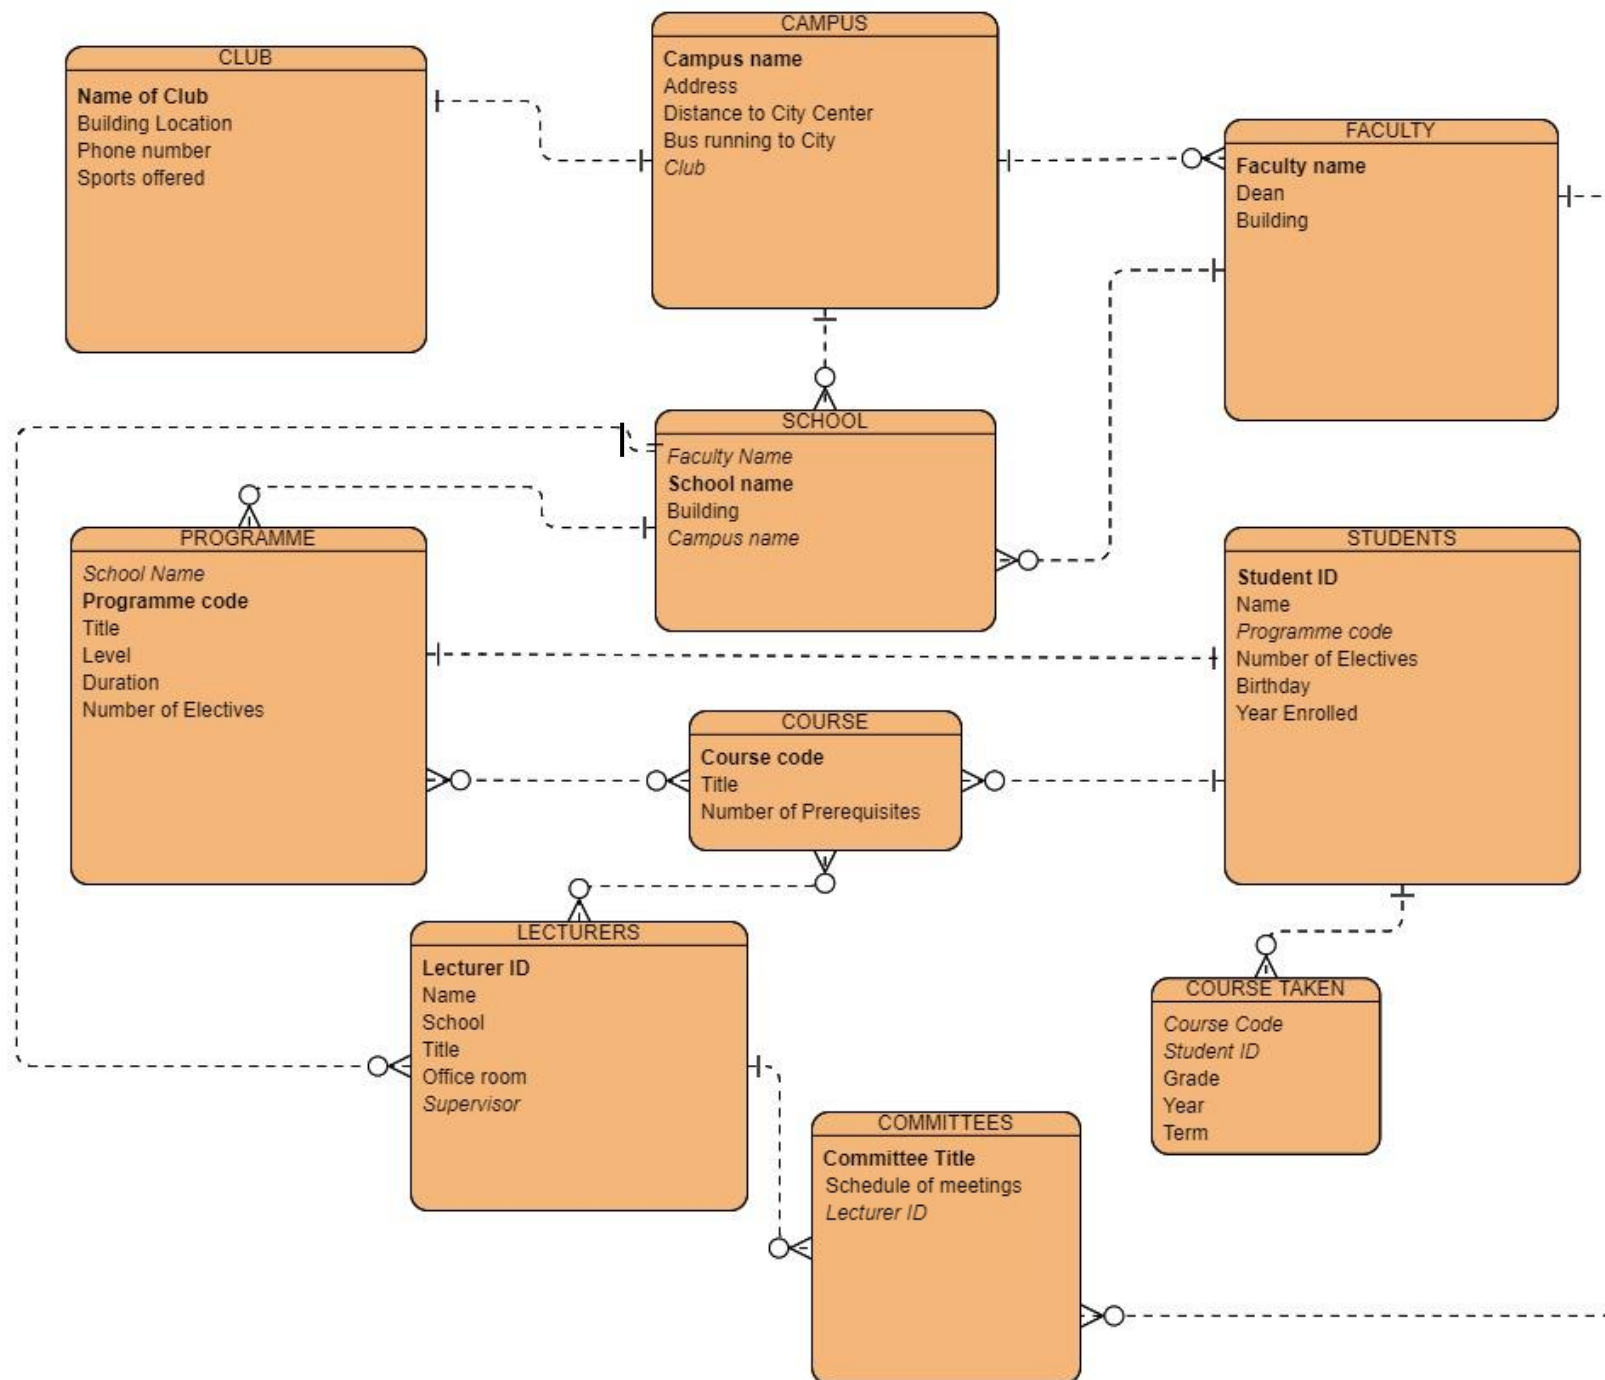 CLUB
Name of Club
Building Location
Phone number
Sports offered
CAMPUS
Campus name
Address
Distance to City Center
Bus running to City
Club
FACULTY
Faculty name
Dean
Building
SCHOOL
Faculty Name
School name
Building
Campus name
PROGRAMME
School Name
Programme code
Title
Level
Duration
Number of Electives
STUDENTS
Student ID
Name
Programme code
Number of Electives
Birthday
Year Enrolled
COURSE
Course code
Title
Number of Prerequisites
LECTURERS
Lecturer ID
Name
School
Title
Office room
Supervisor
COURSE TAKEN
Course Code
Student ID
Grade
Year
Term
COMMITTEES
Committee Title
Schedule of meetings
Lecturer ID